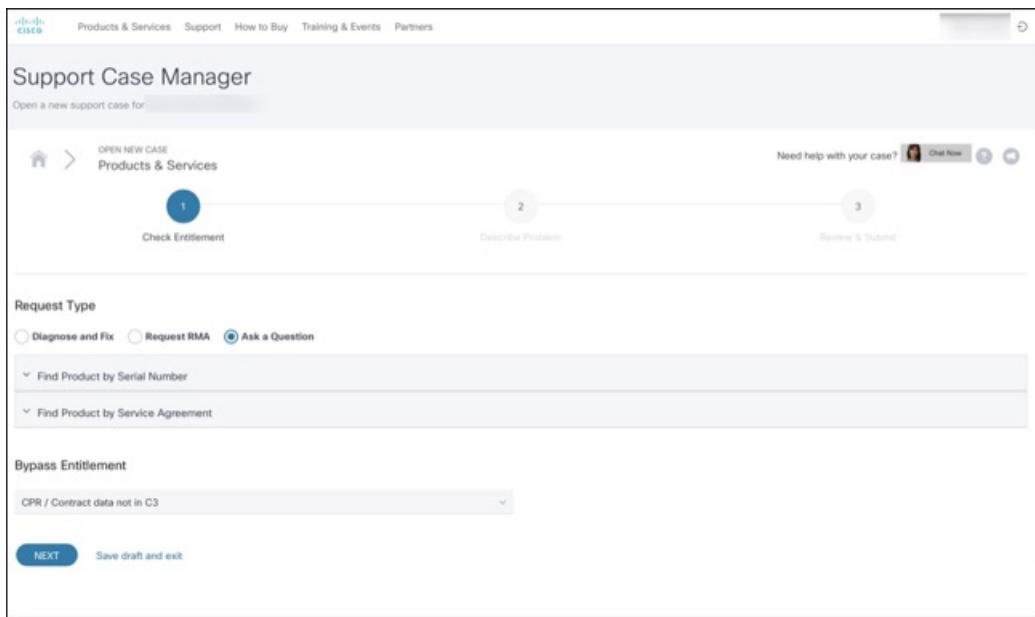 CISCO
Products & Services Support How to Buy Training & Events Partners
Support Case Manager
Open a new support case for
OPEN NEW CASE
Products & Services
Need help with your case? Chat Now
1 2 3
Check Entitlement Describe Problem Review & Submit
Request Type
Diagnose and Fix Request RMA Ask a Question
Find Product by Serial Number
Find Product by Service Agreement
Bypass Entitlement
CPR / Contract data not in C3
NEXT Save draft and exit